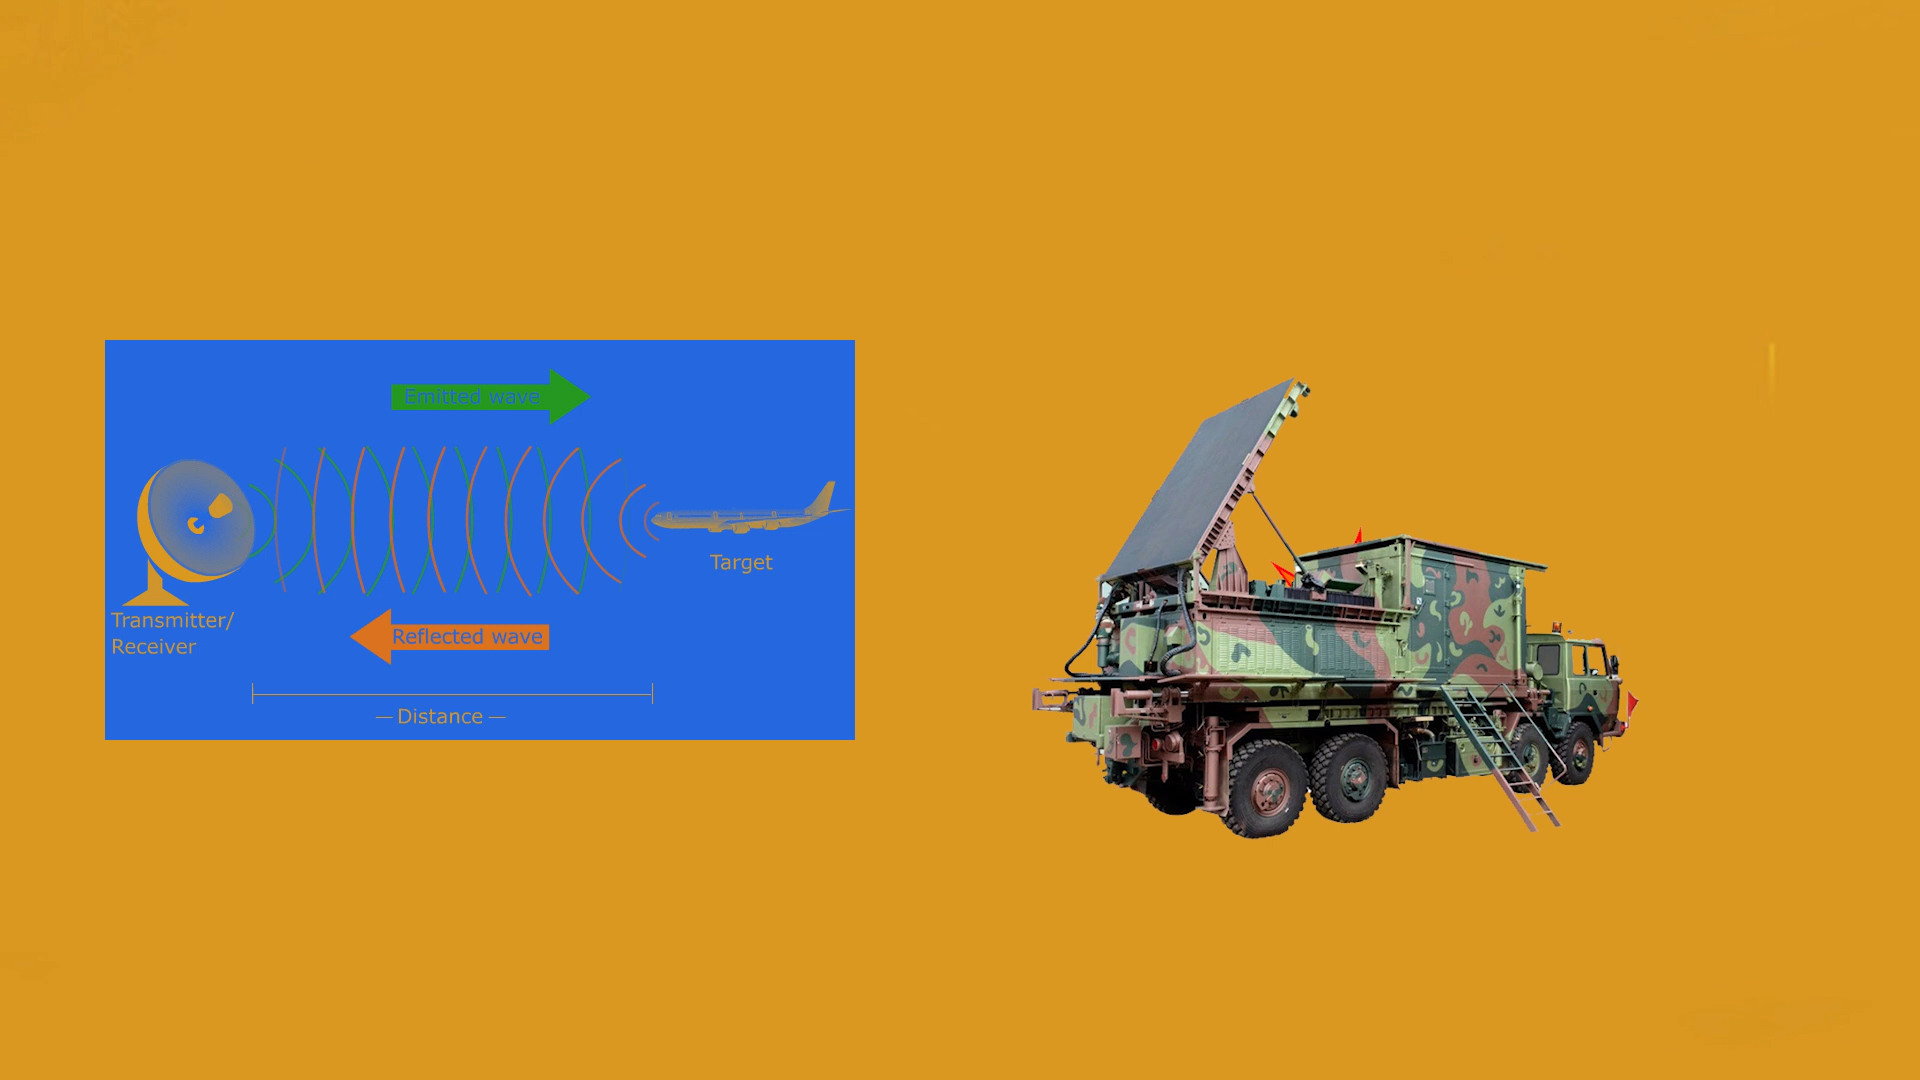 Emitted wave
Target
Transmitter/
Receiver
Reflected wave
— Distance —